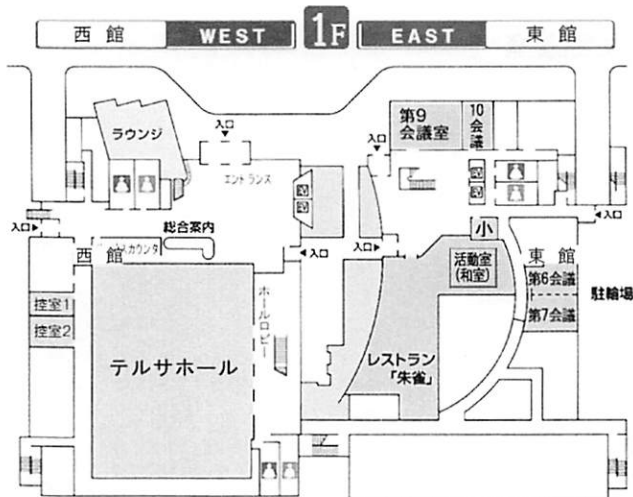 西館 WEST 1F EAST 東館
ラウンジ
入口
エントランス
入口
第9
会議室
10
会議
入口
総合案内
西館
入口
入口
小
活動室
(和室)
東館
入口
第6会議
第7会議
駐輪場
控室1
控室2
テルサホール
ホールロビー
レストラン
「朱雀」